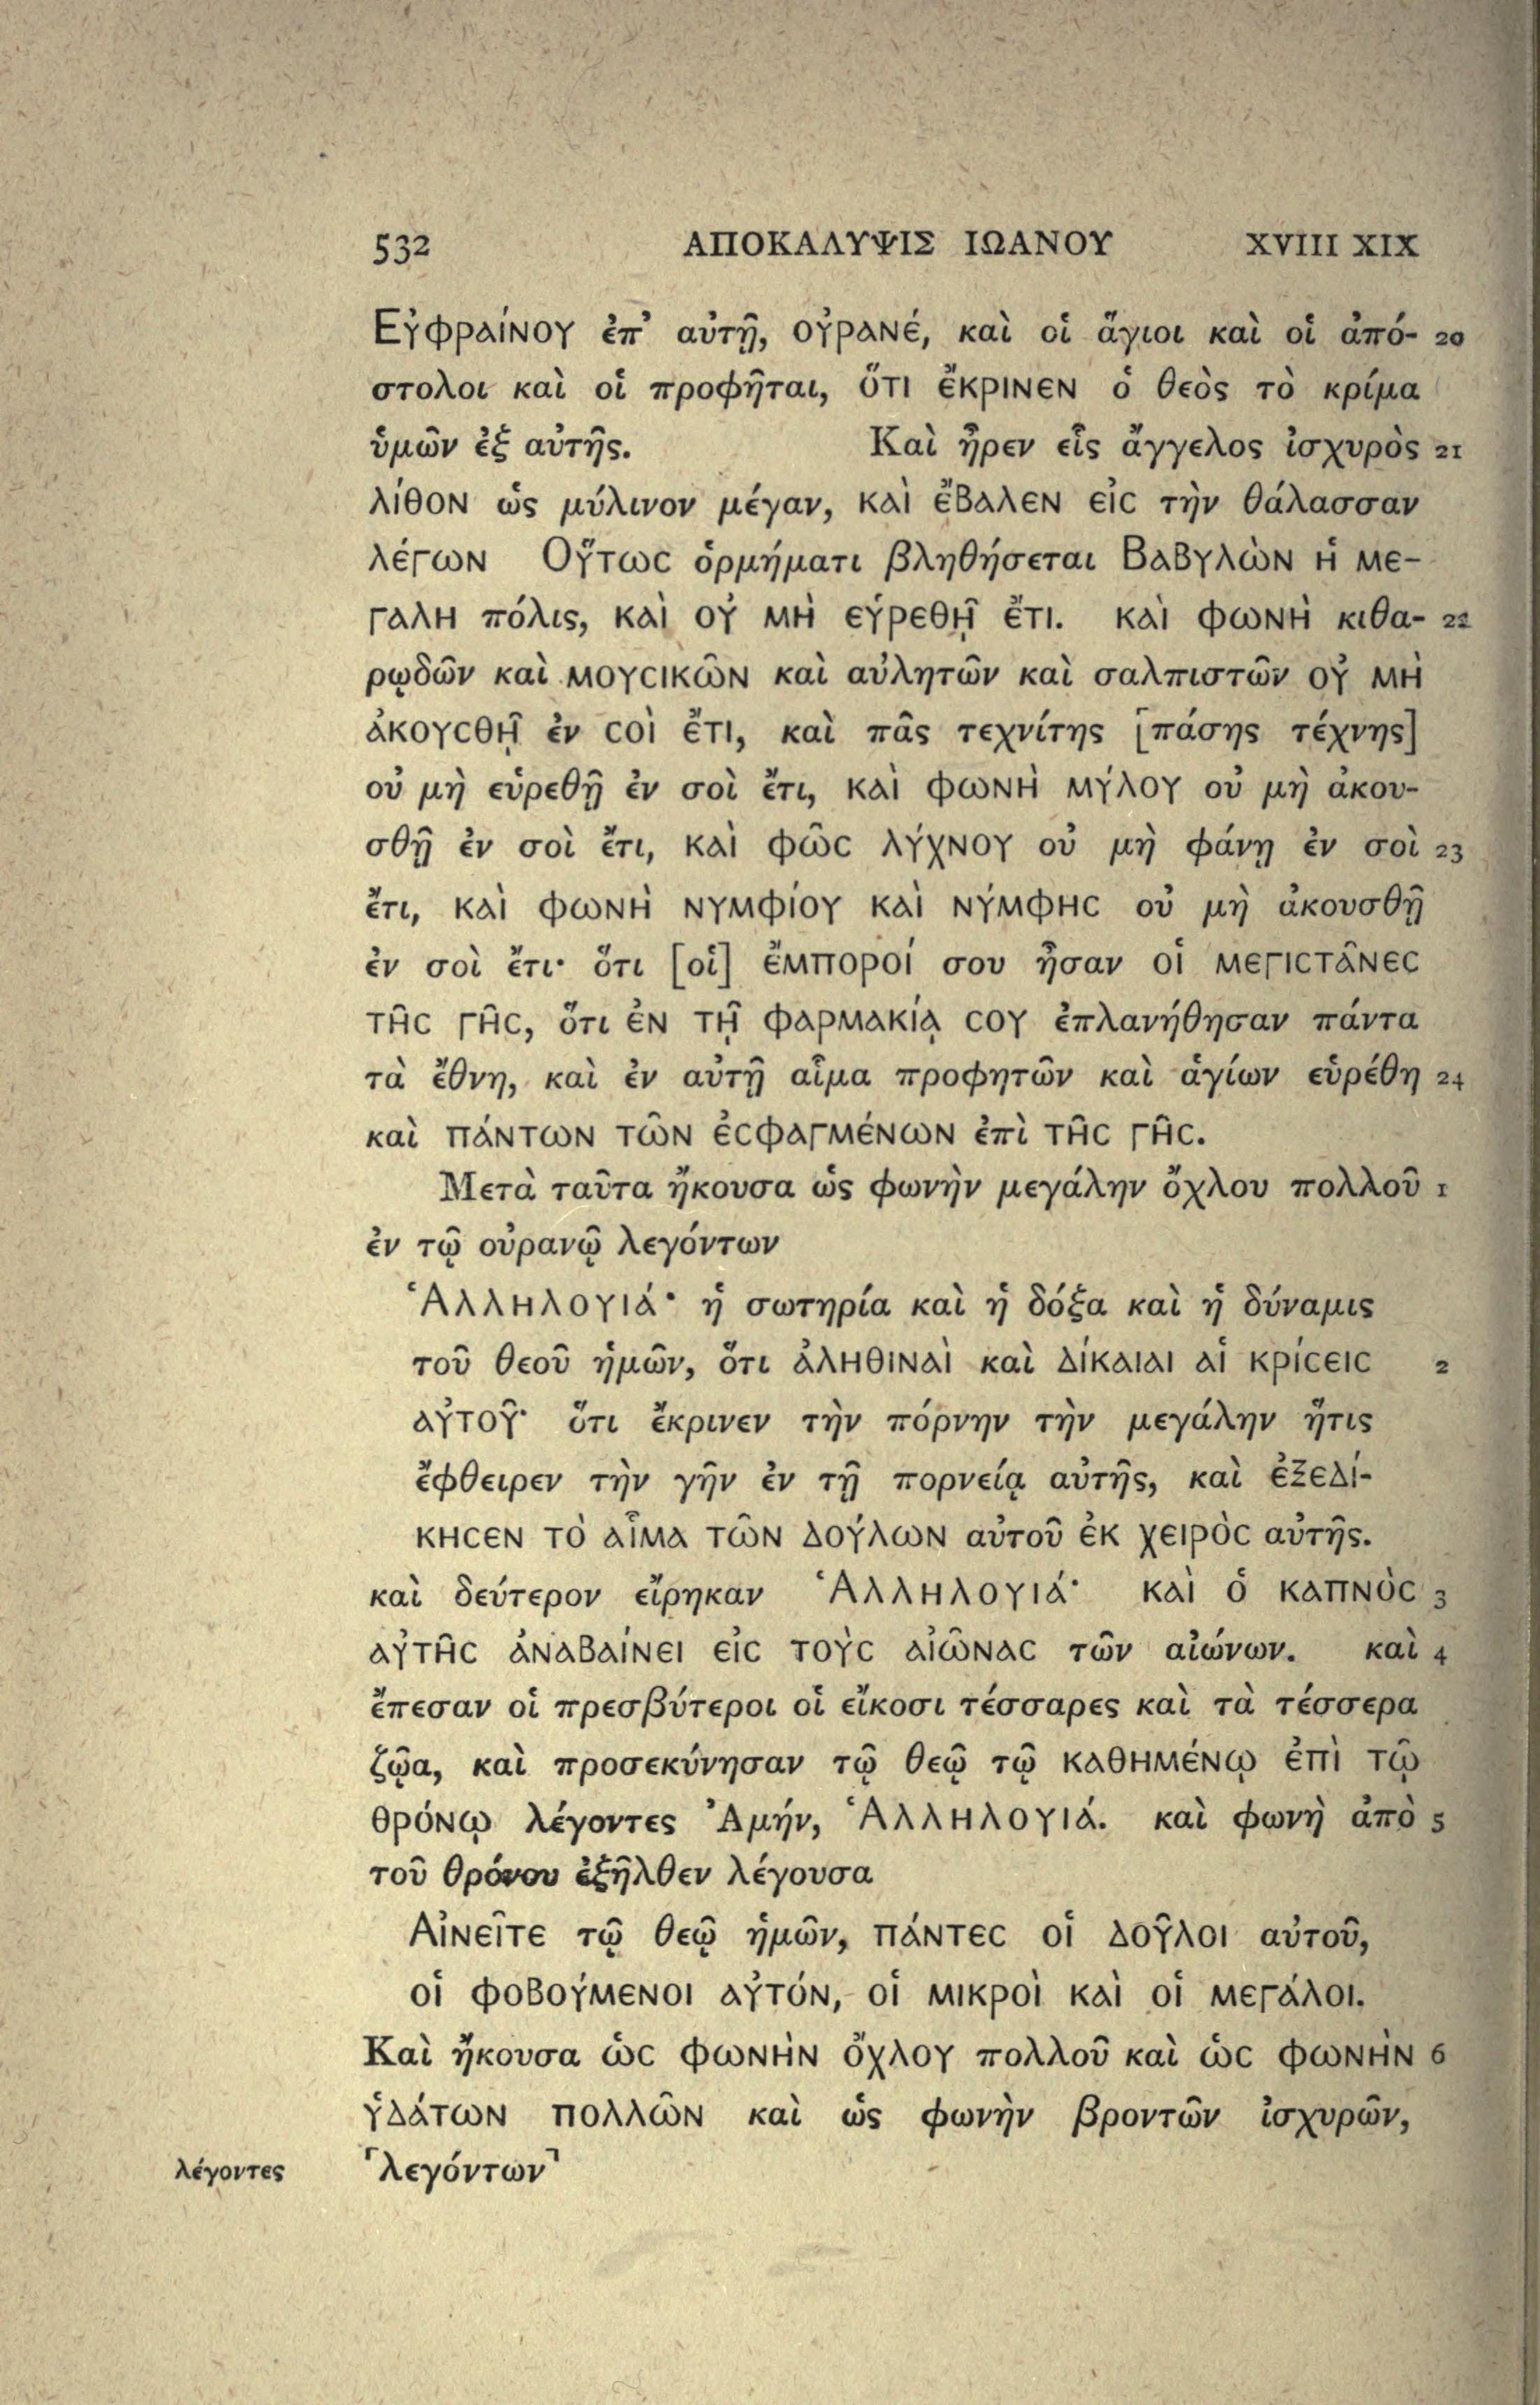 532 ΑΠΟΚΑΛΥΨΙΣ ΙΩΑΝΟΥ XVIII XIX
Εὐφραίνου ἐπ’ αὐτῇ, οὐρανέ, καὶ οἱ ἅγιοι καὶ οἱ ἀπό- 20
στολοι καὶ οἱ προφῆται, ὅτι ἔκρινεν ὁ θεὸς τὸ κρίμα
ὑμῶν ἐξ αὐτῆς. Καὶ ἦρεν εἷς ἄγγελος ἰσχυρὸς 21
λίθον ὡς μύλινον μέγαν, καὶ ἔβαλεν εἰς τὴν θάλασσαν
λέγων Οὕτως ὁρμήματι βληθήσεται Βαβυλὼν ἡ με-
γάλη πόλις, καὶ οὐ μὴ εὑρεθῇ ἔτι. καὶ φωνὴ κιθα- 22
ρῳδῶν καὶ μουσικῶν καὶ αὐλητῶν καὶ σαλπιστῶν οὐ μὴ
ἀκουσθῇ ἐν σοὶ ἔτι, καὶ πᾶς τεχνίτης [πάσης τέχνης]
οὐ μὴ εὑρεθῇ ἐν σοὶ ἔτι, καὶ φωνὴ μύλου οὐ μὴ ἀκου-
σθῇ ἐν σοὶ ἔτι, καὶ φῶς λύχνου οὐ μὴ φάνῃ ἐν σοὶ 23
ἔτι, καὶ φωνὴ νυμφίου καὶ νύμφης οὐ μὴ ἀκουσθῇ
ἐν σοὶ ἔτι· ὅτι [οἱ] ἔμποροί σου ἦσαν οἱ μεγιστᾶνες
τῆς γῆς, ὅτι ἐν τῇ φαρμακίᾳ σου ἐπλανήθησαν πάντα
τὰ ἔθνη, καὶ ἐν αὐτῇ αἷμα προφητῶν καὶ ἁγίων εὑρέθη 24
καὶ πάντων τῶν ἐσφαγμένων ἐπὶ τῆς γῆς.
Μετὰ ταῦτα ἤκουσα ὡς φωνὴν μεγάλην ὄχλου πολλοῦ 1
ἐν τῷ οὐρανῷ λεγόντων
Ἁλληλουιά· ἡ σωτηρία καὶ ἡ δόξα καὶ ἡ δύναμις
τοῦ θεοῦ ἡμῶν, ὅτι ἀληθιναὶ καὶ δίκαιαι αἱ κρίσεις 2
αὐτοῦ· ὅτι ἔκρινεν τὴν πόρνην τὴν μεγάλην ἥτις
ἔφθειρεν τὴν γῆν ἐν τῇ πορνείᾳ αὐτῆς, καὶ ἐξεδί-
κησεν τὸ αἷμα τῶν δούλων αὐτοῦ ἐκ χειρὸς αὐτῆς.
καὶ δεύτερον εἴρηκαν Ἁλληλουιά· καὶ ὁ καπνὸς 3
αὐτῆς ἀναβαίνει εἰς τοὺς αἰῶνας τῶν αἰώνων. καὶ 4
ἔπεσαν οἱ πρεσβύτεροι οἱ εἴκοσι τέσσαρες καὶ τὰ τέσσερα
ζῷα, καὶ προσεκύνησαν τῷ θεῷ τῷ καθημένῳ ἐπὶ τῷ
θρόνῳ λέγοντες Ἀμήν, Ἁλληλουιά. καὶ φωνὴ ἀπὸ 5
τοῦ θρόνου ἐξῆλθεν λέγουσα
Αἰνεῖτε τῷ θεῷ ἡμῶν, πάντες οἱ δοῦλοι αὐτοῦ,
οἱ φοβούμενοι αὐτόν, οἱ μικροὶ καὶ οἱ μεγάλοι.
Καὶ ἤκουσα ὡς φωνὴν ὄχλου πολλοῦ καὶ ὡς φωνὴν 6
ὑδάτων πολλῶν καὶ ὡς φωνὴν βροντῶν ἰσχυρῶν,
λέγοντες ⸢λεγόντων⸣